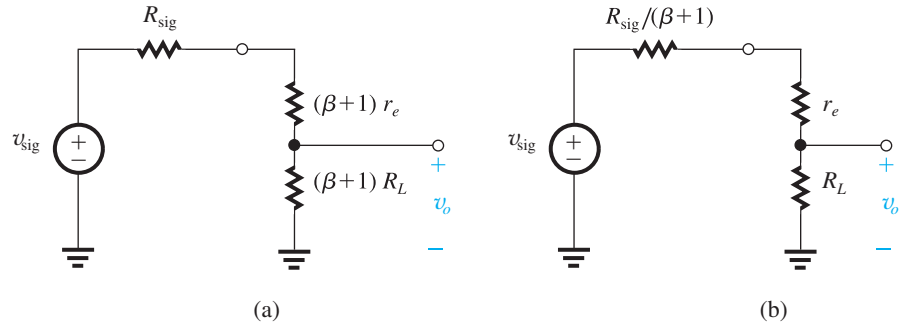 R_sig
v_sig
+
−
(β+1) r_e
(β+1) R_L
+
v_o
−
(a)
R_sig/(β+1)
v_sig
+
−
r_e
R_L
+
v_o
−
(b)